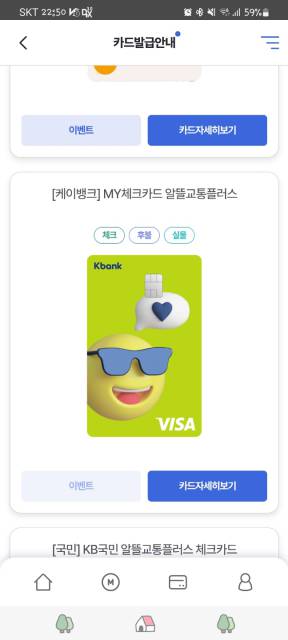 SKT 22:50
59%
카드발급안내
이벤트
카드자세히보기
[케이뱅크] MY체크카드 알뜰교통플러스
체크
후불
실물
Kbank
VISA
이벤트
카드자세히보기
[국민] KB국민 알뜰교통플러스 체크카드
M